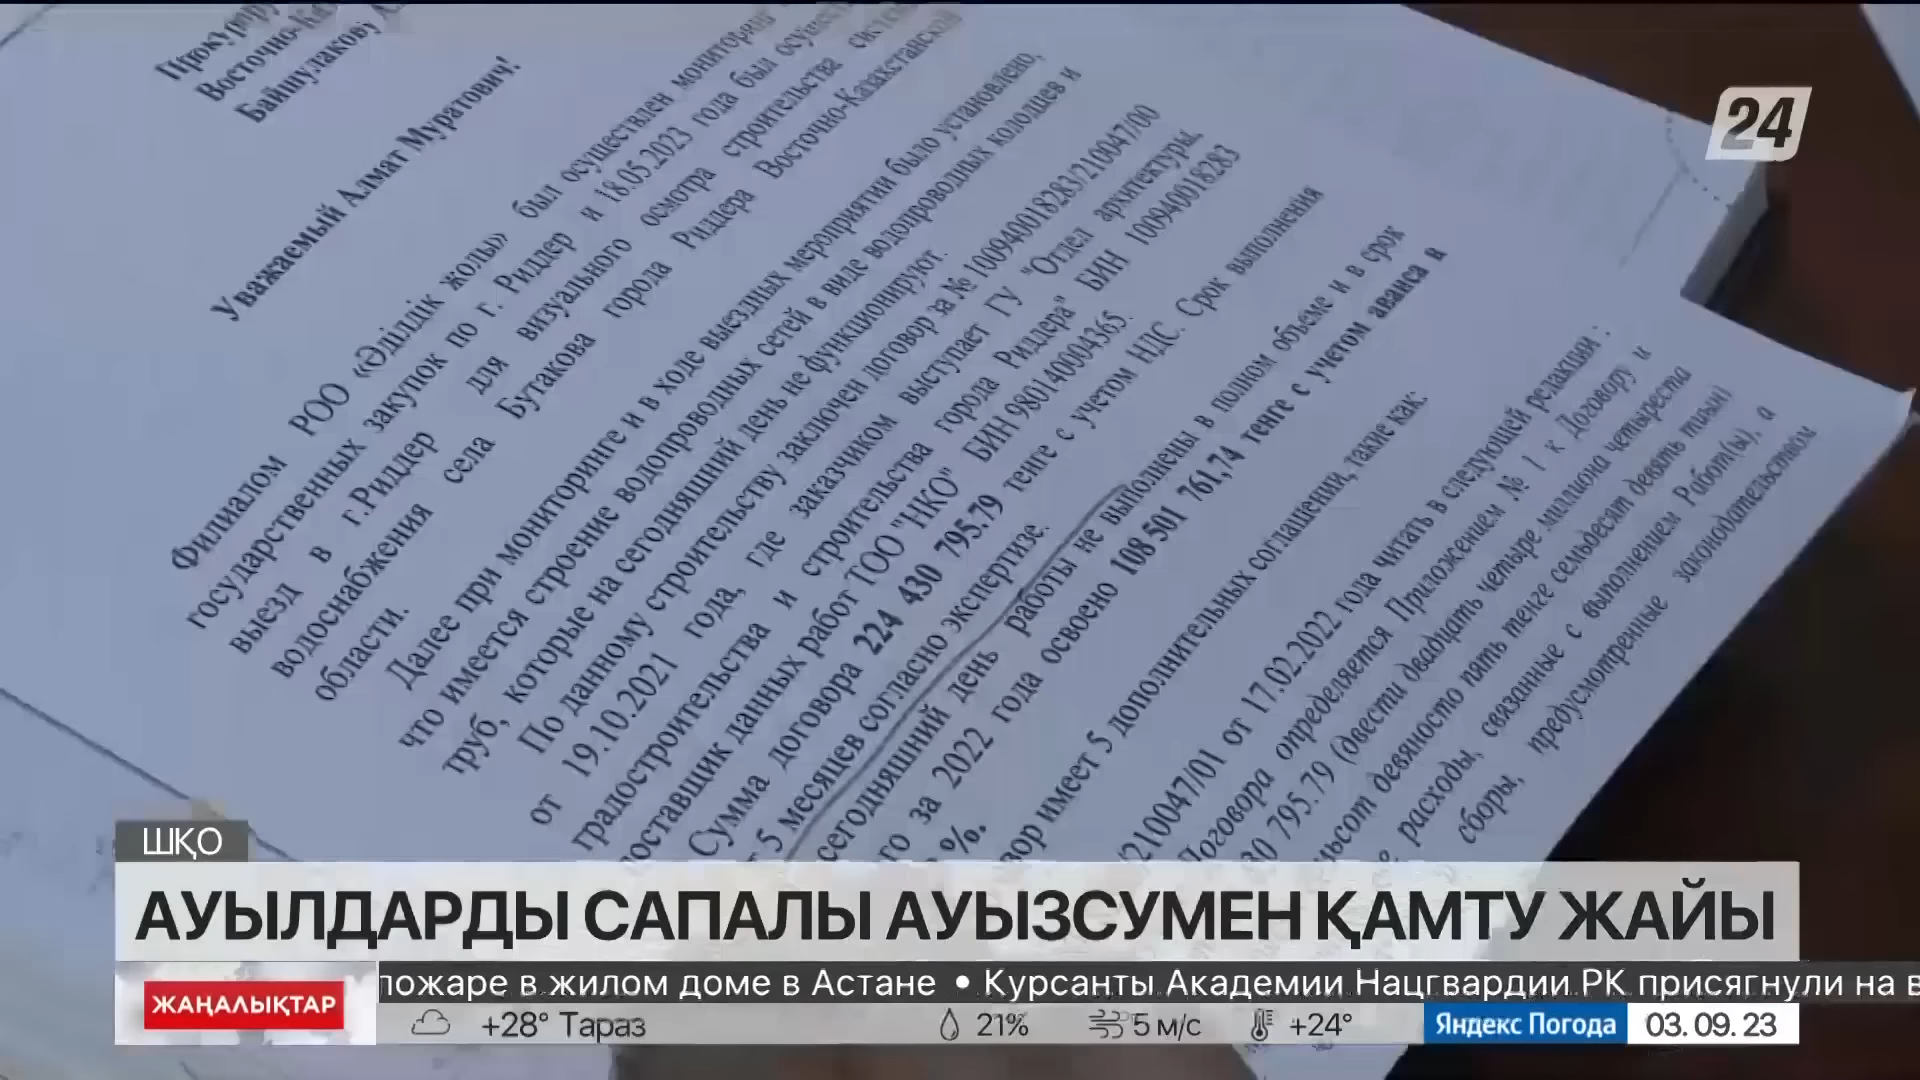 Прокурору
Восточно-Ка
Байшулакову А
Уважаемый Алмат Муратович!
Филиалом РОО «Әділдік жолы» был осуществлен мониторинг
государственных закупок по г. Риддер и 18.05.2023 года был осущ
выезд в г.Риддер для визуального осмотра строительства систем
водоснабжения села Бутакова города Риддера Восточно-Казахстанской
области.
Далее при мониторинге и в ходе выездных мероприятии было установлено,
что имеется строение водопроводных сетей в виде водопроводных колодцев и
труб, которые на сегодняшний день не функционируют.
По данному строительству заключен договор за № 100940018283/210047/00
от 19.10.2021 года, где заказчиком выступает ГУ "Отдел архитектуры,
градостроительства и строительства города Риддера" БИН 100940018283
поставщик данных работ ТОО "НКО" БИН 980140004365.
Сумма договора 224 430 795.79 тенге с учетом НДС. Срок выполнения
5 месяцев согласно экспертизе.
сегодняшний день работы не выполнены в полном объеме и в срок
го за 2022 года освоено 108 501 761,74 тенге с учетом аванса и
%.
вор имеет 5 дополнительных соглашений, такие как:
/210047/01 от 17.02.2022 года читать в следующей редакции :
Договора определяется Приложением № 1 к Договору и
30 795.79 (двести двадцать четыре миллиона четыреста
ьсот девяносто пять тенге семьдесят девять тиын)
е расходы, связанные с выполнением Работ(ы), а
сборы, предусмотренные законодательством
24
ШҚО
АУЫЛДАРДЫ САПАЛЫ АУЫЗСУМЕН ҚАМТУ ЖАЙЫ
ЖАҢАЛЫҚТАР
пожаре в жилом доме в Астане • Курсанты Академии Нацгвардии РК присягнули на в
+28° Тараз 21% 5 м/с +24° Яндекс Погода 03.09.23